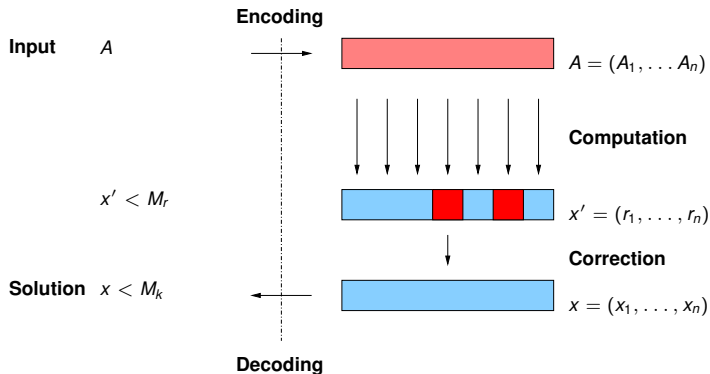 Encoding
Input A
A = (A₁, . . . Aₙ)
Computation
x′ < Mᵣ
x′ = (r₁, . . . , rₙ)
Correction
Solution x < Mₖ
x = (x₁, . . . , xₙ)
Decoding